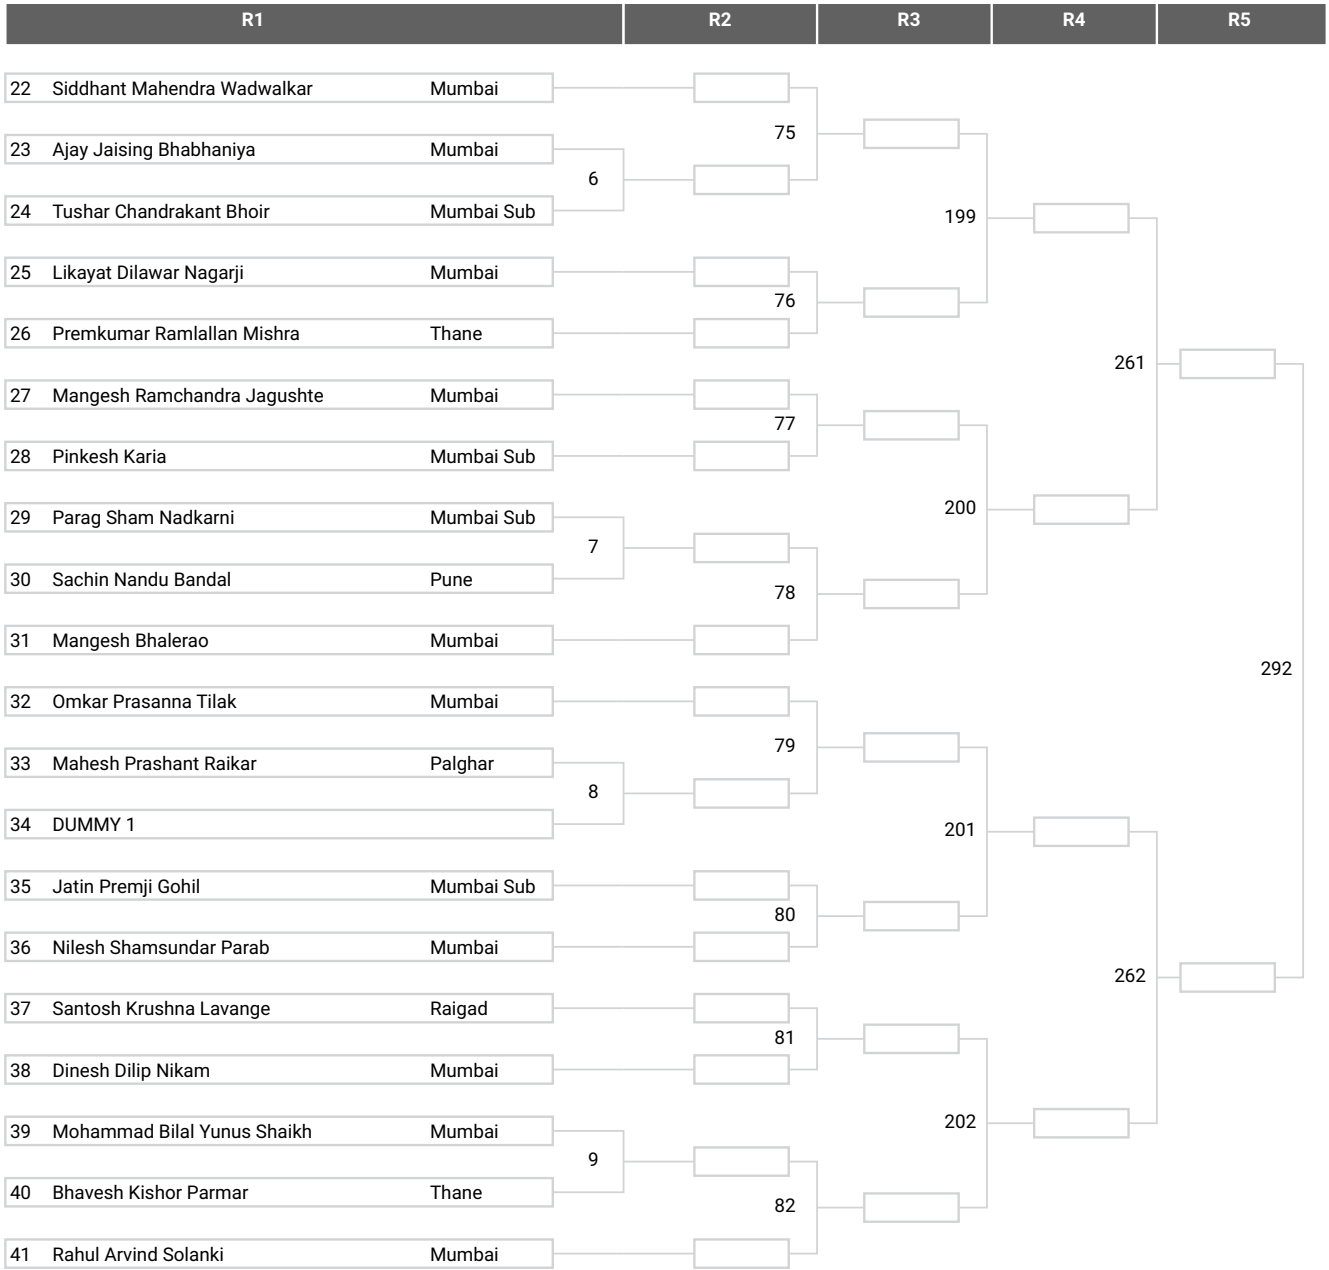 R1 R2 R3 R4 R5
22 Siddhant Mahendra Wadwalkar Mumbai
75
23 Ajay Jaising Bhabhaniya Mumbai
6
24 Tushar Chandrakant Bhoir Mumbai Sub
199
25 Likayat Dilawar Nagarji Mumbai
76
26 Premkumar Ramlallan Mishra Thane
261
27 Mangesh Ramchandra Jagushte Mumbai
77
28 Pinkesh Karia Mumbai Sub
200
29 Parag Sham Nadkarni Mumbai Sub
7
30 Sachin Nandu Bandal Pune
78
31 Mangesh Bhalerao Mumbai
292
32 Omkar Prasanna Tilak Mumbai
79
33 Mahesh Prashant Raikar Palghar
8
34 DUMMY 1
201
35 Jatin Premji Gohil Mumbai Sub
80
36 Nilesh Shamsundar Parab Mumbai
262
37 Santosh Krushna Lavange Raigad
81
38 Dinesh Dilip Nikam Mumbai
202
39 Mohammad Bilal Yunus Shaikh Mumbai
9
40 Bhavesh Kishor Parmar Thane
82
41 Rahul Arvind Solanki Mumbai